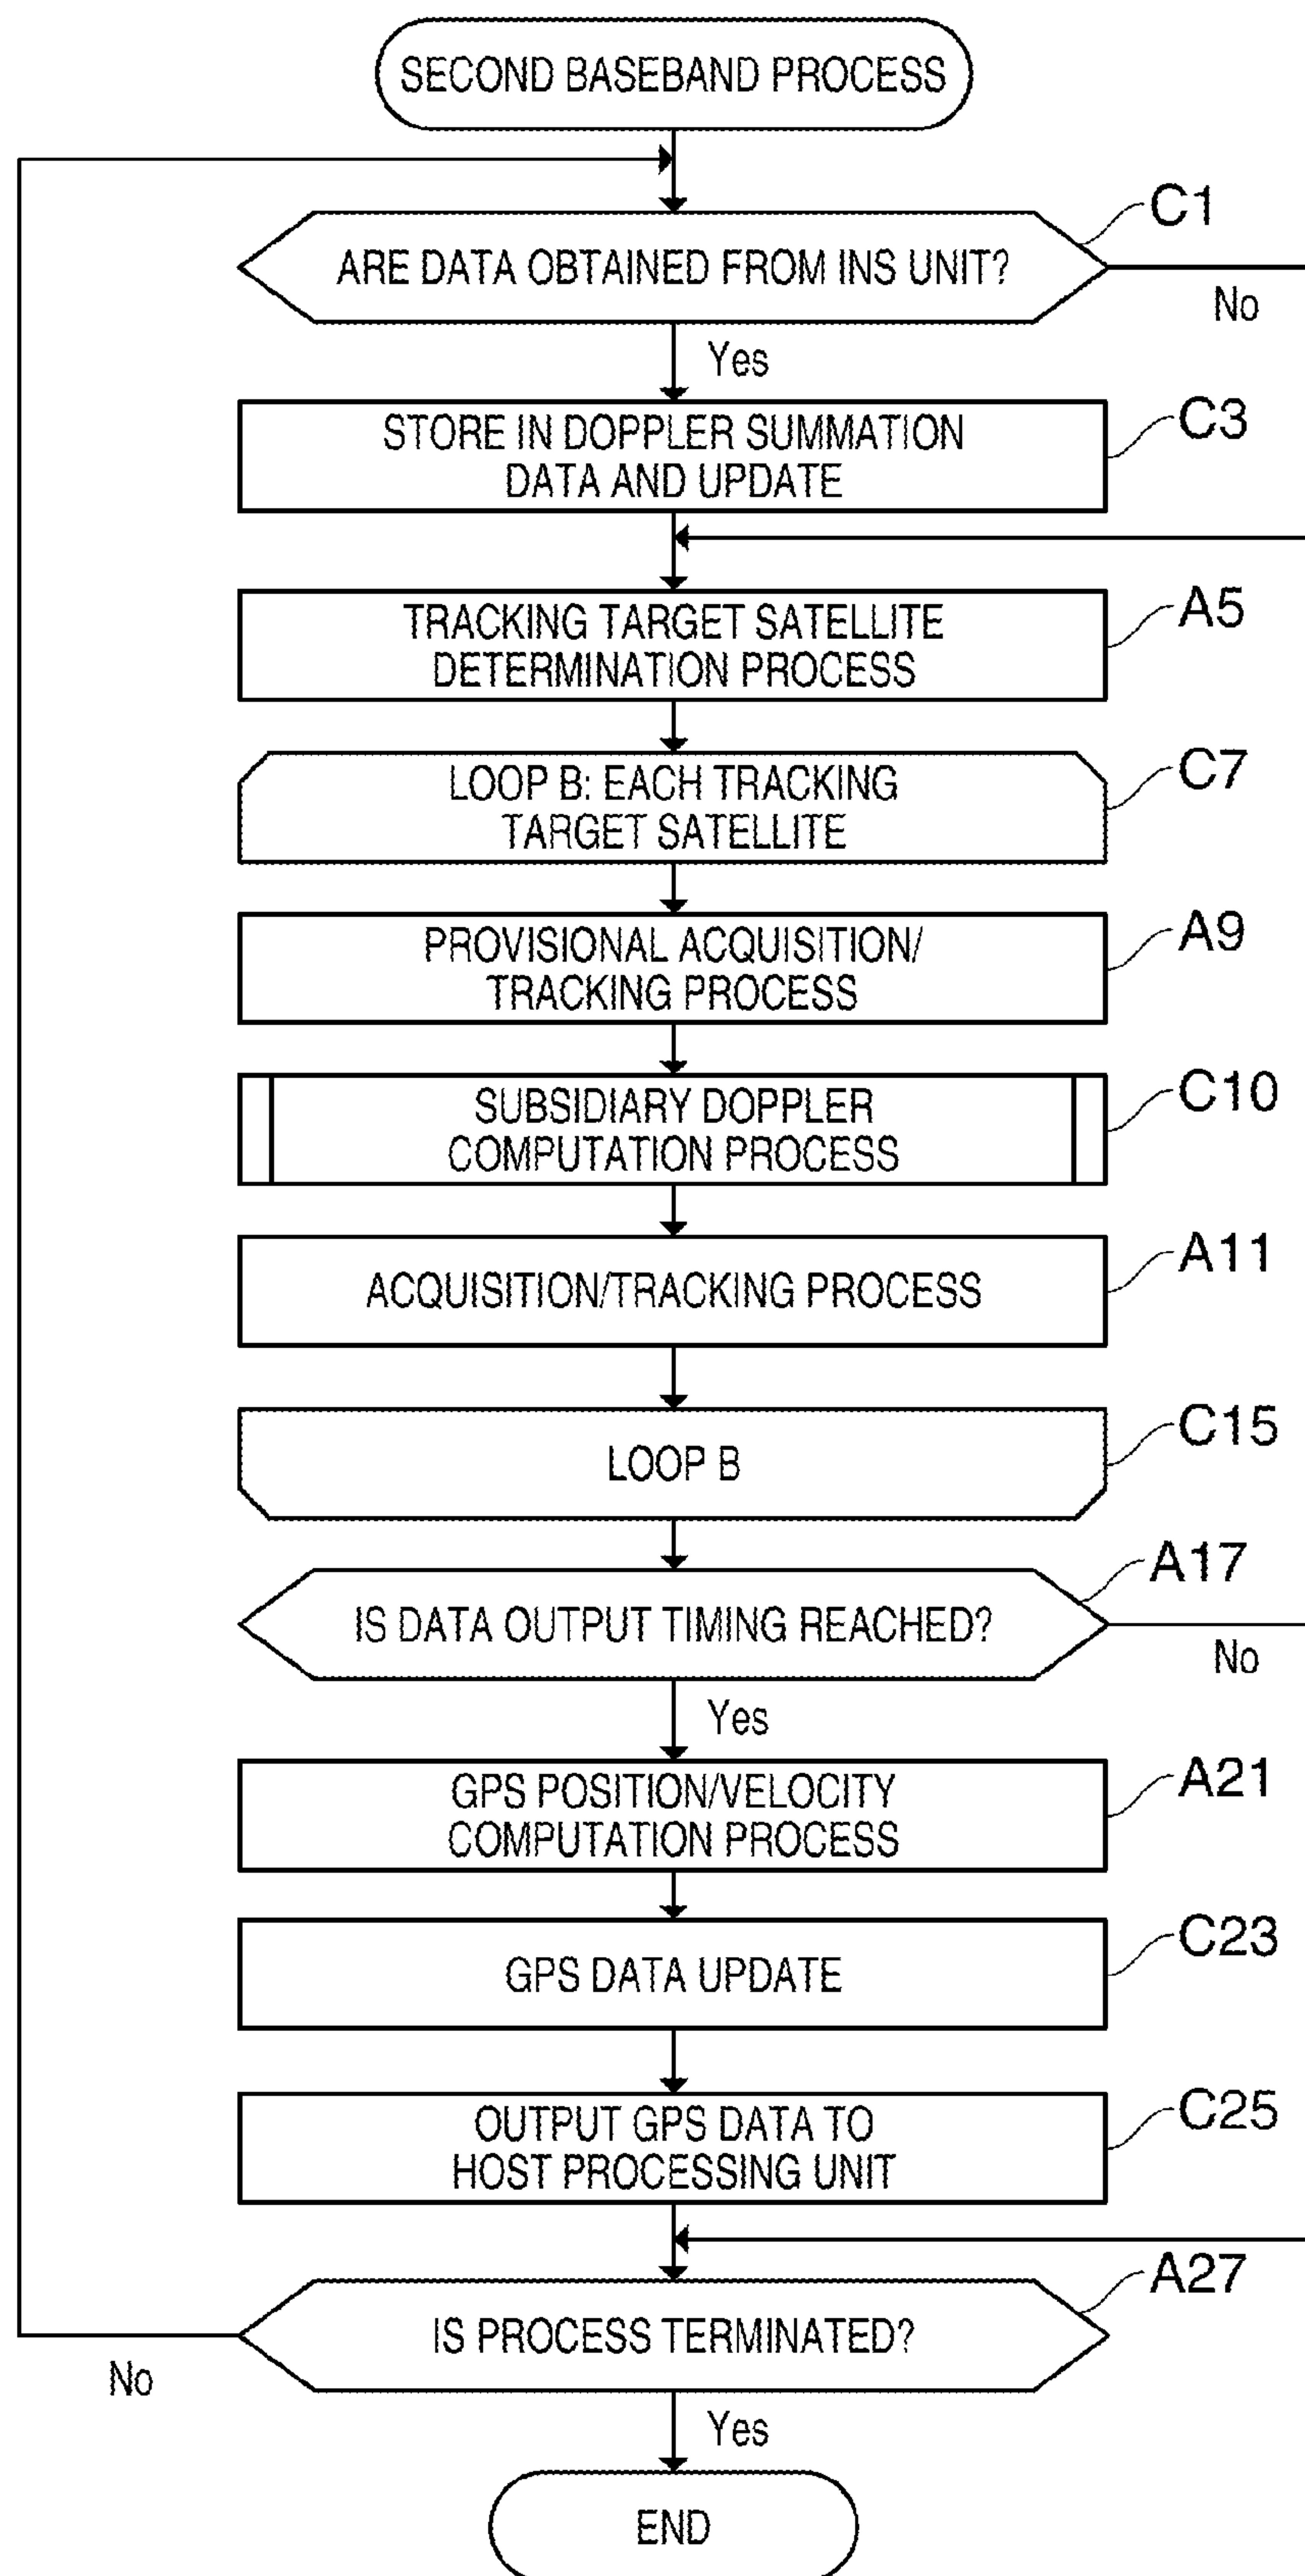 SECOND BASEBAND PROCESS
C1
ARE DATA OBTAINED FROM INS UNIT?
No
Yes
C3
STORE IN DOPPLER SUMMATION
DATA AND UPDATE
A5
TRACKING TARGET SATELLITE
DETERMINATION PROCESS
C7
LOOP B: EACH TRACKING
TARGET SATELLITE
A9
PROVISIONAL ACQUISITION/
TRACKING PROCESS
C10
SUBSIDIARY DOPPLER
COMPUTATION PROCESS
A11
ACQUISITION/TRACKING PROCESS
C15
LOOP B
A17
IS DATA OUTPUT TIMING REACHED?
No
Yes
A21
GPS POSITION/VELOCITY
COMPUTATION PROCESS
C23
GPS DATA UPDATE
C25
OUTPUT GPS DATA TO
HOST PROCESSING UNIT
A27
IS PROCESS TERMINATED?
No
Yes
END